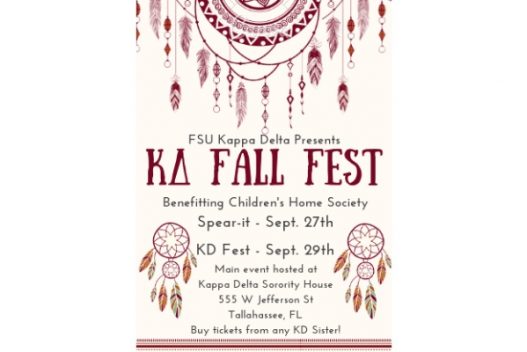 FSU Kappa Delta Presents
KΔ FALL FEST
Benefitting Children's Home Society
Spear-it - Sept. 27th
KD Fest - Sept. 29th
Main event hosted at
Kappa Delta Sorority House
555 W Jefferson St
Tallahassee, FL
Buy tickets from any KD Sister!